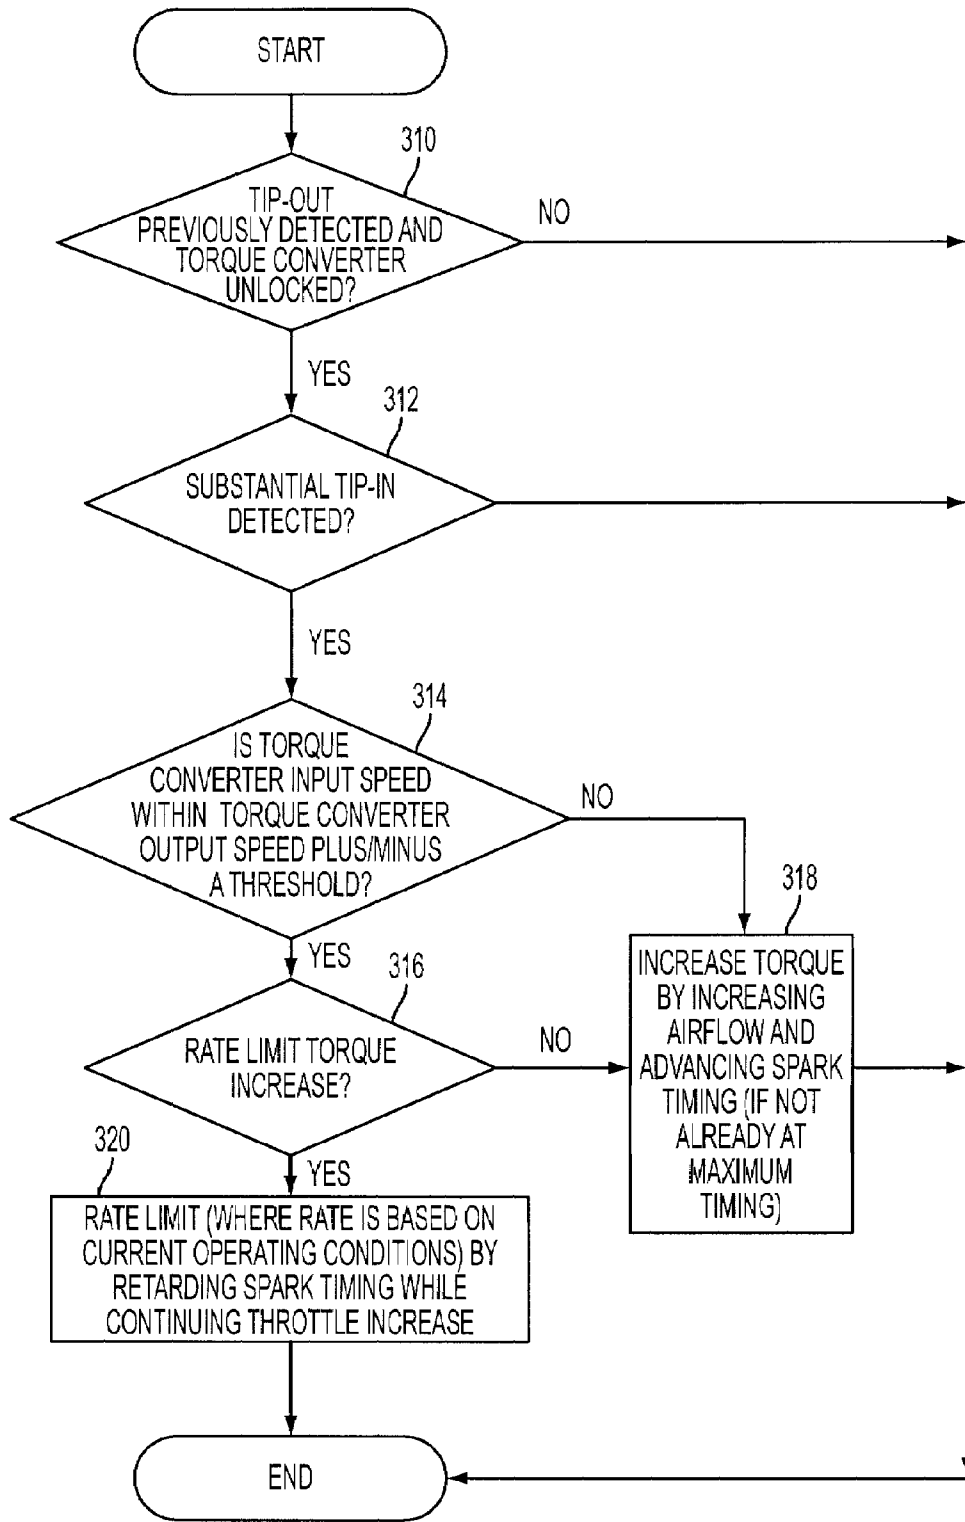 START
310
TIP-OUT
PREVIOUSLY DETECTED AND
TORQUE CONVERTER
UNLOCKED?
NO
YES
312
SUBSTANTIAL TIP-IN
DETECTED?
YES
314
IS TORQUE
CONVERTER INPUT SPEED
WITHIN TORQUE CONVERTER
OUTPUT SPEED PLUS/MINUS
A THRESHOLD?
NO
318
YES
316
RATE LIMIT TORQUE
INCREASE?
NO
INCREASE TORQUE
BY INCREASING
AIRFLOW AND
ADVANCING SPARK
TIMING (IF NOT
ALREADY AT
MAXIMUM
TIMING)
320
YES
RATE LIMIT (WHERE RATE IS BASED ON
CURRENT OPERATING CONDITIONS) BY
RETARDING SPARK TIMING WHILE
CONTINUING THROTTLE INCREASE
END